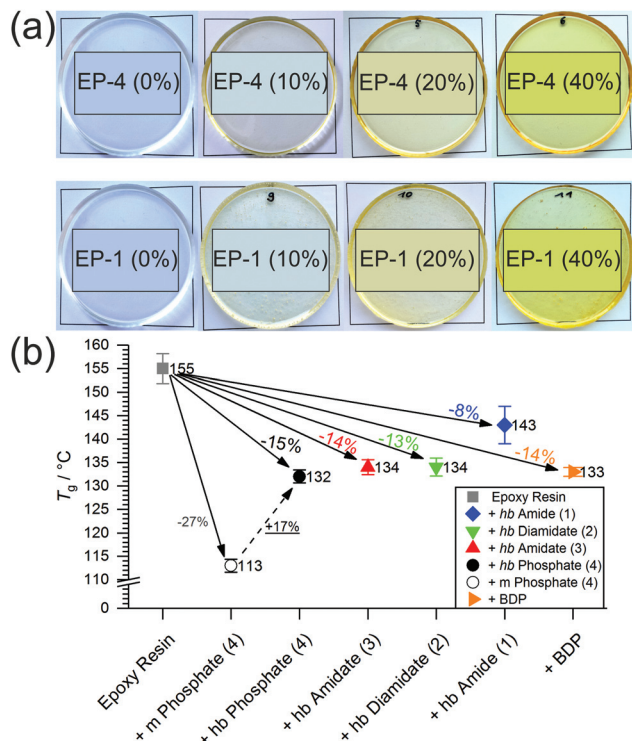 (a)
5
6
EP-4 (0%) EP-4 (10%) EP-4 (20%) EP-4 (40%)
9
10
11
EP-1 (0%) EP-1 (10%) EP-1 (20%) EP-1 (40%)
(b)
160
155
150
145
140
135
130
125
120
115
110
0
Tg / °C
155
113
132
134
134
143
133
-27%
+17%
-15%
-14%
-13%
-8%
-14%
Epoxy Resin
+ hb Amide (1)
+ hb Diamidate (2)
+ hb Amidate (3)
+ hb Phosphate (4)
+ m Phosphate (4)
+ BDP
Epoxy Resin
+ m Phosphate (4)
+ hb Phosphate (4)
+ hb Amidate (3)
+ hb Diamidate (2)
+ hb Amide (1)
+ BDP